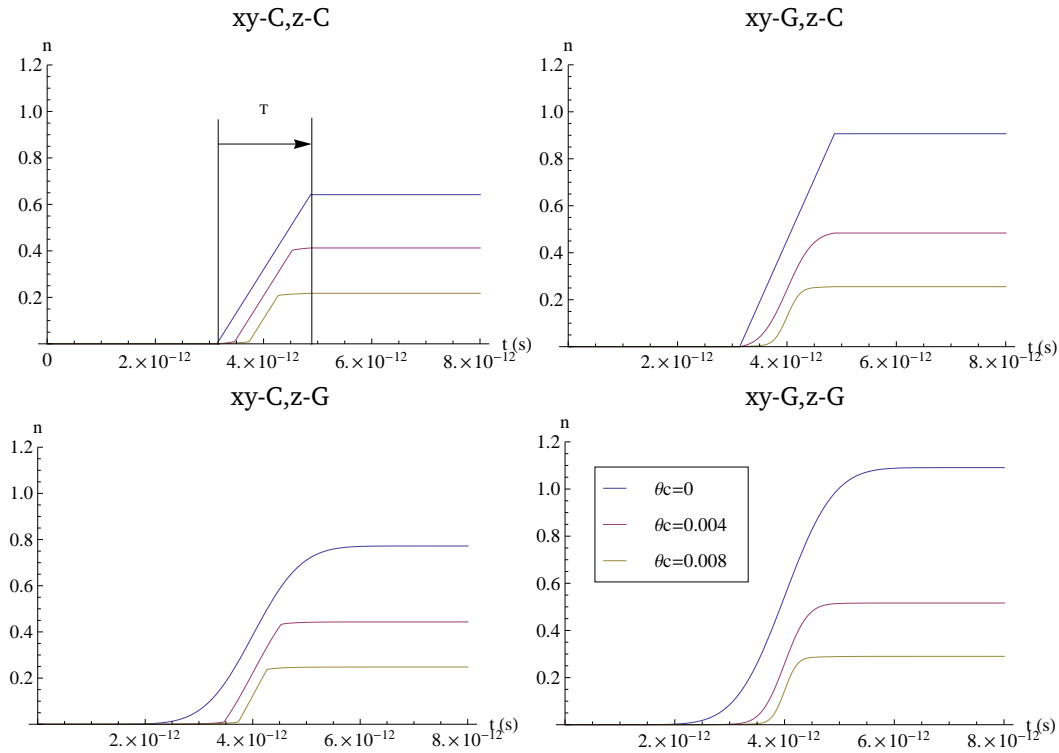 xy-C,z-C
n
1.2
1.0
0.8
0.6
0.4
0.2
T
0
2.×10⁻¹²
4.×10⁻¹²
6.×10⁻¹²
8.×10⁻¹²
t (s)
xy-G,z-C
n
1.2
1.0
0.8
0.6
0.4
0.2
2.×10⁻¹²
4.×10⁻¹²
6.×10⁻¹²
8.×10⁻¹²
t (s)
xy-C,z-G
n
1.2
1.0
0.8
0.6
0.4
0.2
2.×10⁻¹²
4.×10⁻¹²
6.×10⁻¹²
8.×10⁻¹²
t (s)
xy-G,z-G
n
1.2
1.0
0.8
0.6
0.4
0.2
θc=0
θc=0.004
θc=0.008
2.×10⁻¹²
4.×10⁻¹²
6.×10⁻¹²
8.×10⁻¹²
t (s)